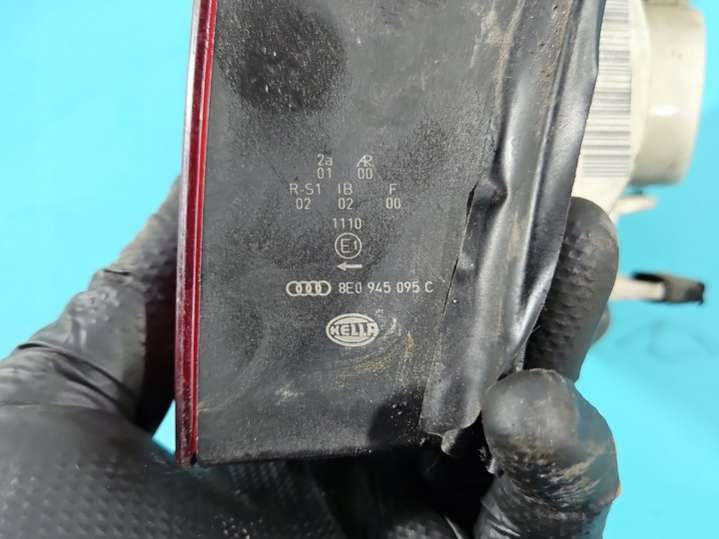 2a AR
01 00
R-S1 IB F
02 02 00
1110
E1
8E0 945 095 C
HELLA